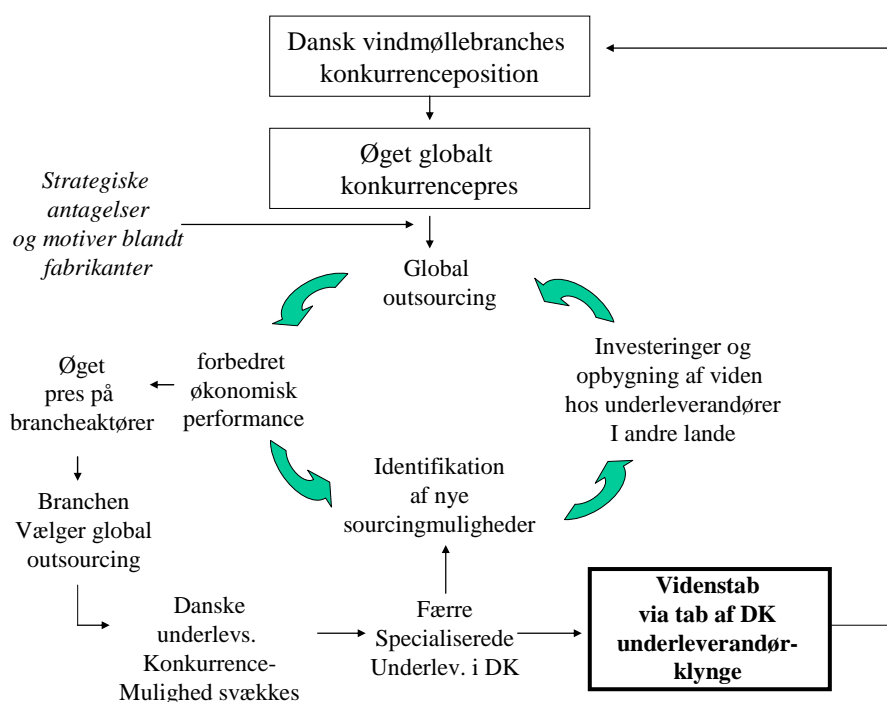 Dansk vindmøllebranches
konkurrenceposition
Øget globalt
konkurrencepres
Strategiske
antagelser
og motiver blandt
fabrikanter
Global
outsourcing
Øget
pres på
brancheaktører
forbedret
økonomisk
performance
Investeringer og
opbygning af viden
hos underleverandører
I andre lande
Identifikation
af nye
sourcingmuligheder
Branchen
Vælger global
outsourcing
Danske
underlevs.
Konkurrence-
Mulighed svækkes
Færre
Specialiserede
Underlev. i DK
Videnstab
via tab af DK
underleverandør-
klynge